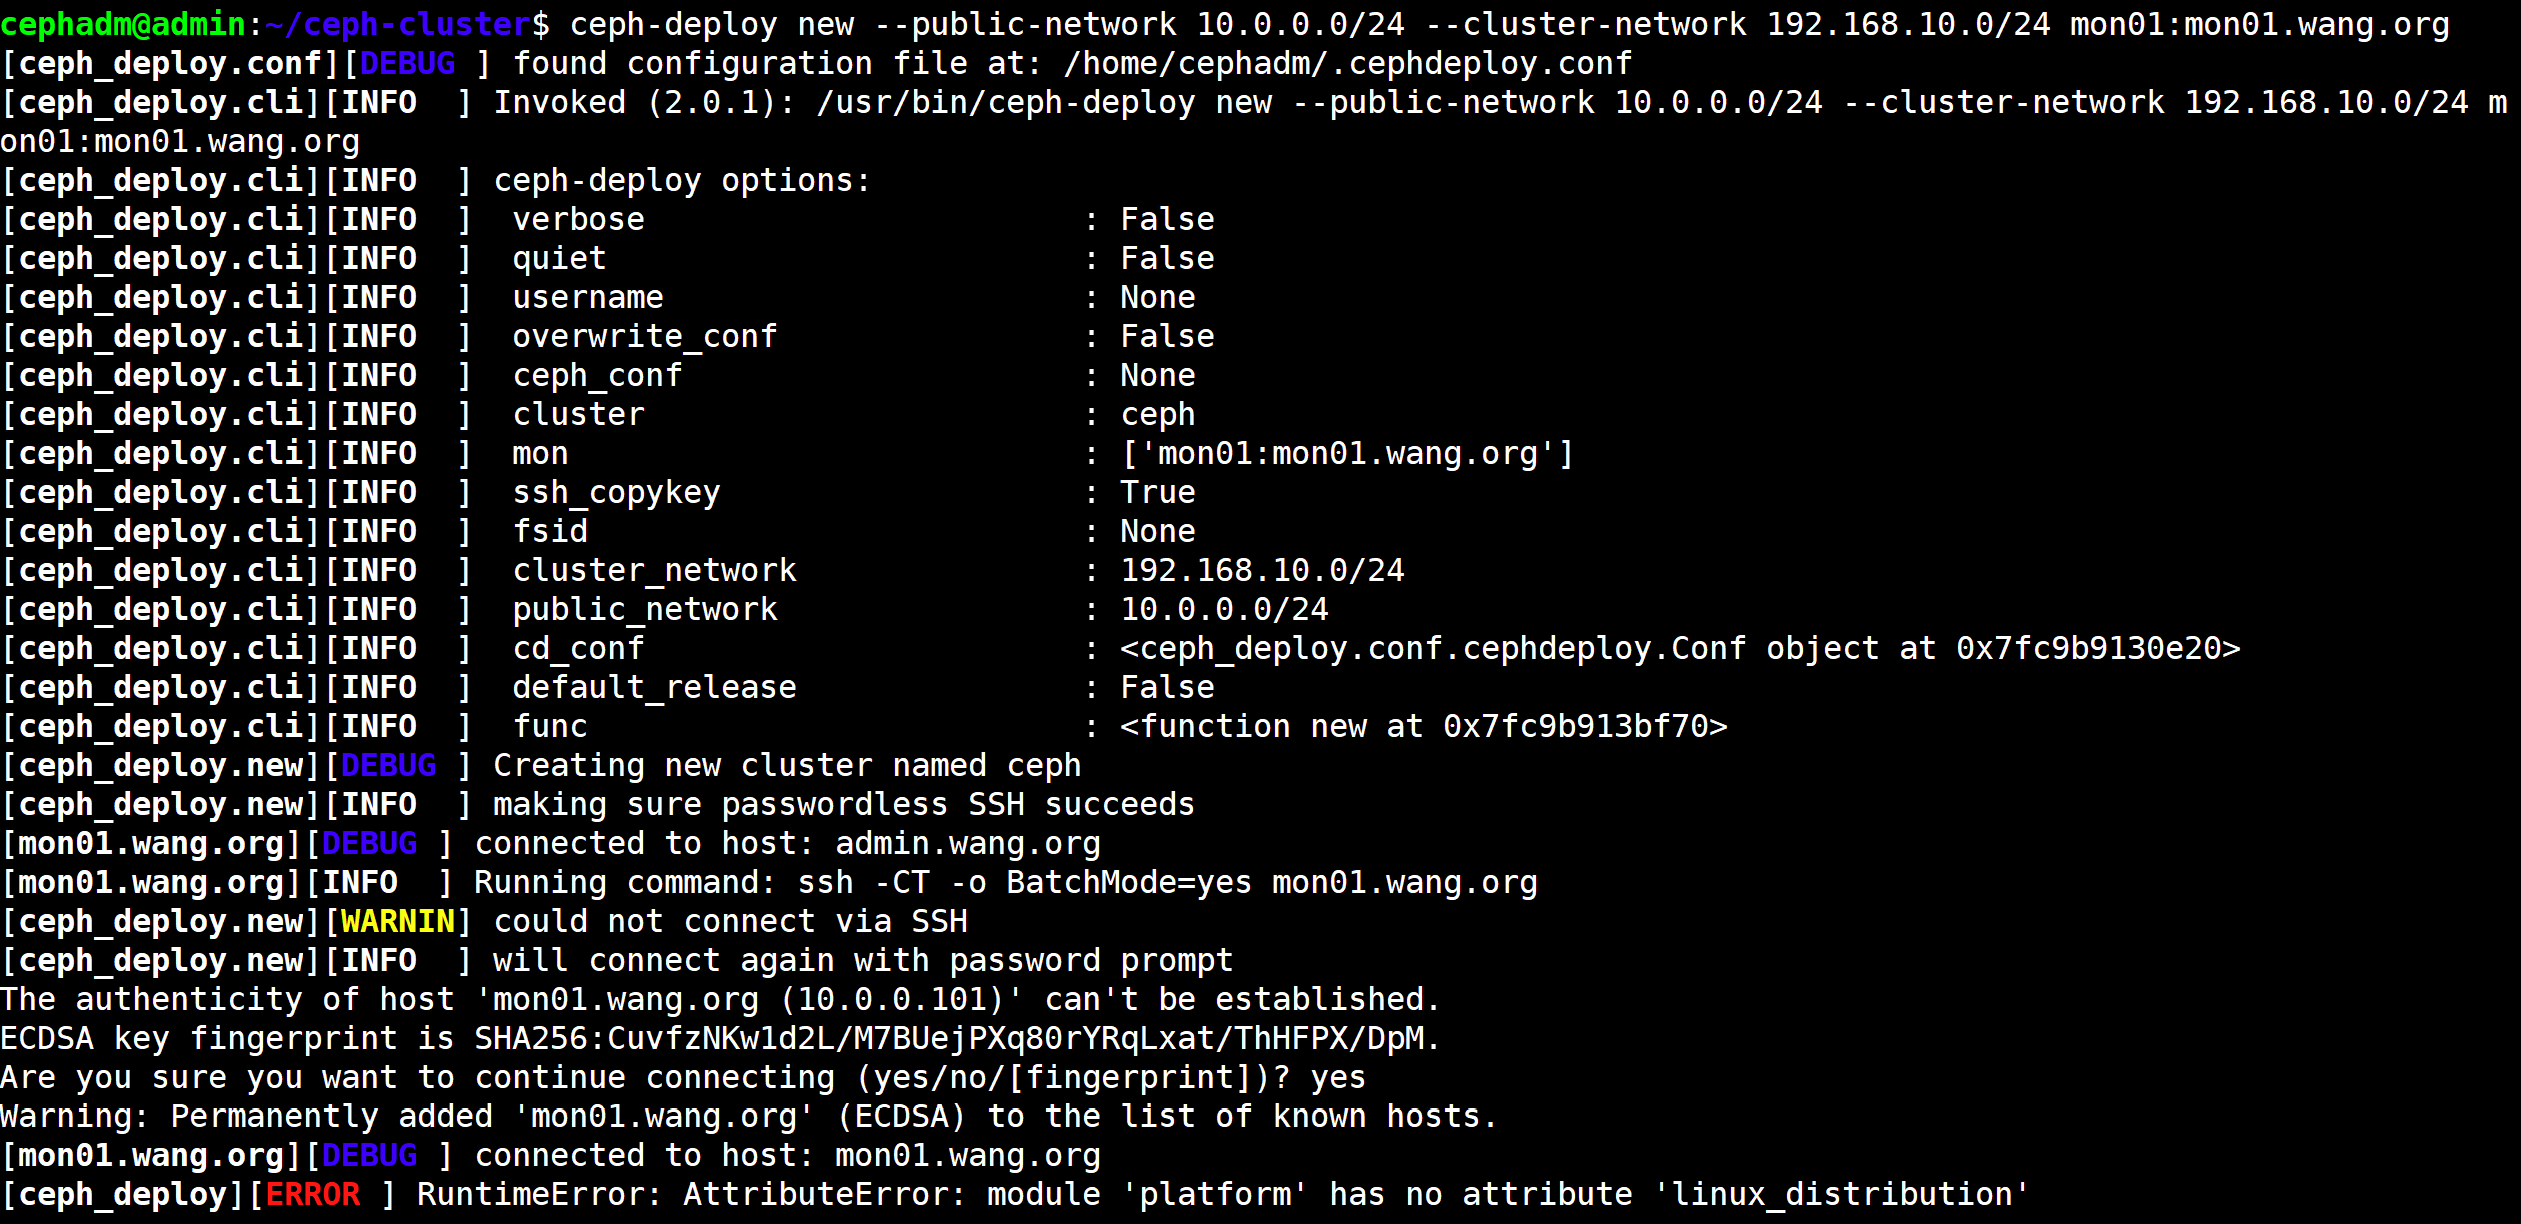 cephadm@admin:~/ceph-cluster$ ceph-deploy new --public-network 10.0.0.0/24 --cluster-network 192.168.10.0/24 mon01:mon01.wang.org
[ceph_deploy.conf][DEBUG ] found configuration file at: /home/cephadm/.cephdeploy.conf
[ceph_deploy.cli][INFO  ] Invoked (2.0.1): /usr/bin/ceph-deploy new --public-network 10.0.0.0/24 --cluster-network 192.168.10.0/24 m
on01:mon01.wang.org
[ceph_deploy.cli][INFO  ] ceph-deploy options:
[ceph_deploy.cli][INFO  ]  verbose                       : False
[ceph_deploy.cli][INFO  ]  quiet                         : False
[ceph_deploy.cli][INFO  ]  username                      : None
[ceph_deploy.cli][INFO  ]  overwrite_conf                : False
[ceph_deploy.cli][INFO  ]  ceph_conf                     : None
[ceph_deploy.cli][INFO  ]  cluster                       : ceph
[ceph_deploy.cli][INFO  ]  mon                           : ['mon01:mon01.wang.org']
[ceph_deploy.cli][INFO  ]  ssh_copykey                   : True
[ceph_deploy.cli][INFO  ]  fsid                          : None
[ceph_deploy.cli][INFO  ]  cluster_network               : 192.168.10.0/24
[ceph_deploy.cli][INFO  ]  public_network                : 10.0.0.0/24
[ceph_deploy.cli][INFO  ]  cd_conf                       : <ceph_deploy.conf.cephdeploy.Conf object at 0x7fc9b9130e20>
[ceph_deploy.cli][INFO  ]  default_release               : False
[ceph_deploy.cli][INFO  ]  func                          : <function new at 0x7fc9b913bf70>
[ceph_deploy.new][DEBUG ] Creating new cluster named ceph
[ceph_deploy.new][INFO  ] making sure passwordless SSH succeeds
[mon01.wang.org][DEBUG ] connected to host: admin.wang.org
[mon01.wang.org][INFO  ] Running command: ssh -CT -o BatchMode=yes mon01.wang.org
[ceph_deploy.new][WARNIN] could not connect via SSH
[ceph_deploy.new][INFO  ] will connect again with password prompt
The authenticity of host 'mon01.wang.org (10.0.0.101)' can't be established.
ECDSA key fingerprint is SHA256:CuvfzNKw1d2L/M7BUejPXq80rYRqLxat/ThHFPX/DpM.
Are you sure you want to continue connecting (yes/no/[fingerprint])? yes
Warning: Permanently added 'mon01.wang.org' (ECDSA) to the list of known hosts.
[mon01.wang.org][DEBUG ] connected to host: mon01.wang.org
[ceph_deploy][ERROR ] RuntimeError: AttributeError: module 'platform' has no attribute 'linux_distribution'